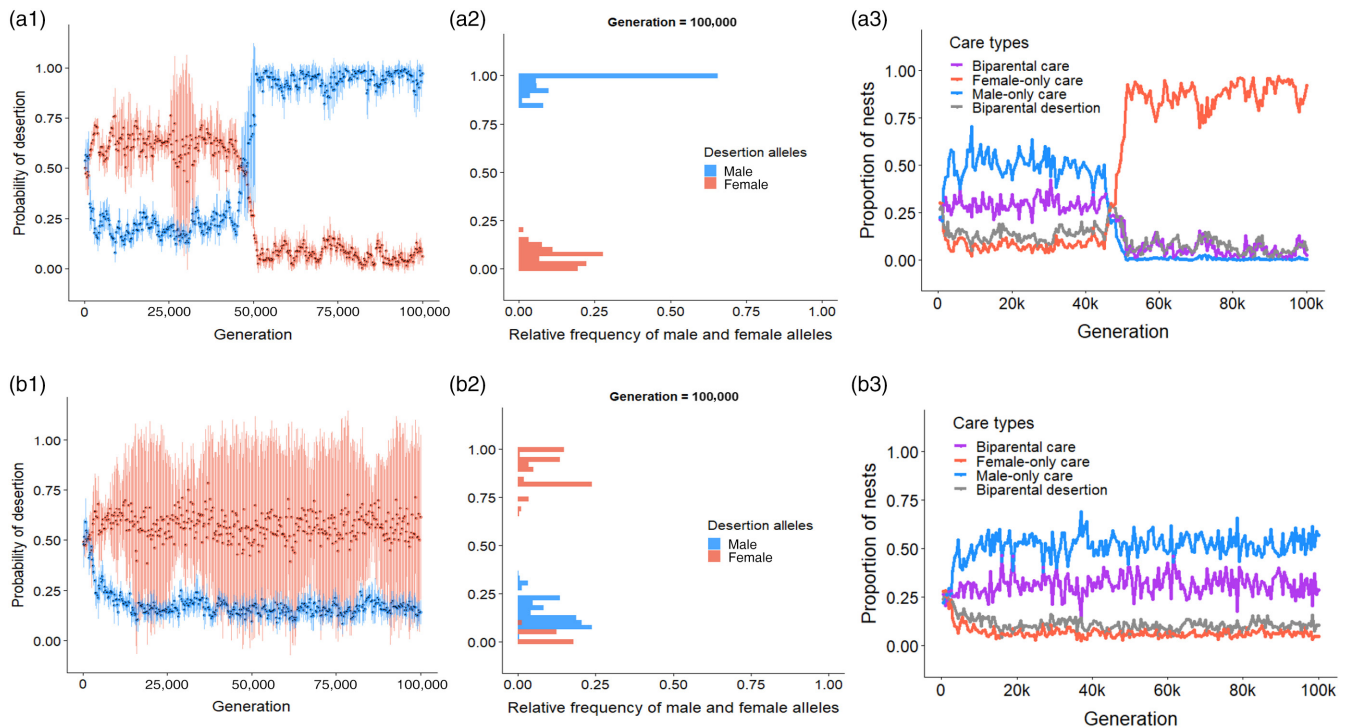 (a1)
Probability of desertion
1.00
0.75
0.50
0.25
0.00
0
25,000
50,000
75,000
100,000
Generation
(a2)
Generation = 100,000
1.00
0.75
0.50
0.25
0.00
Desertion alleles
Male
Female
0.00
0.25
0.50
0.75
1.00
Relative frequency of male and female alleles
(a3)
Proportion of nests
1.00
0.75
0.50
0.25
0.00
Care types
Biparental care
Female-only care
Male-only care
Biparental desertion
0
20k
40k
60k
80k
100k
Generation
(b1)
Probability of desertion
1.00
0.75
0.50
0.25
0.00
0
25,000
50,000
75,000
100,000
Generation
(b2)
Generation = 100,000
1.00
0.75
0.50
0.25
0.00
Desertion alleles
Male
Female
0.00
0.25
0.50
0.75
1.00
Relative frequency of male and female alleles
(b3)
Proportion of nests
1.00
0.75
0.50
0.25
0.00
Care types
Biparental care
Female-only care
Male-only care
Biparental desertion
0
20k
40k
60k
80k
100k
Generation